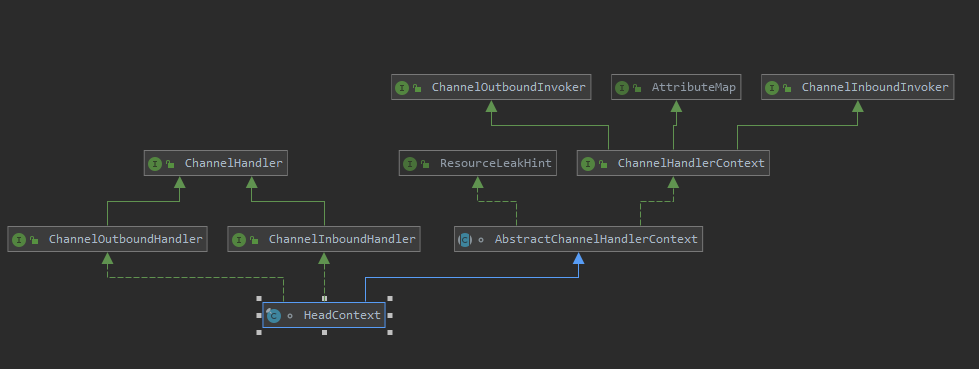 ChannelOutboundInvoker
AttributeMap
ChannelInboundInvoker
ChannelHandler
ResourceLeakHint
ChannelHandlerContext
ChannelOutboundHandler
ChannelInboundHandler
AbstractChannelHandlerContext
HeadContext